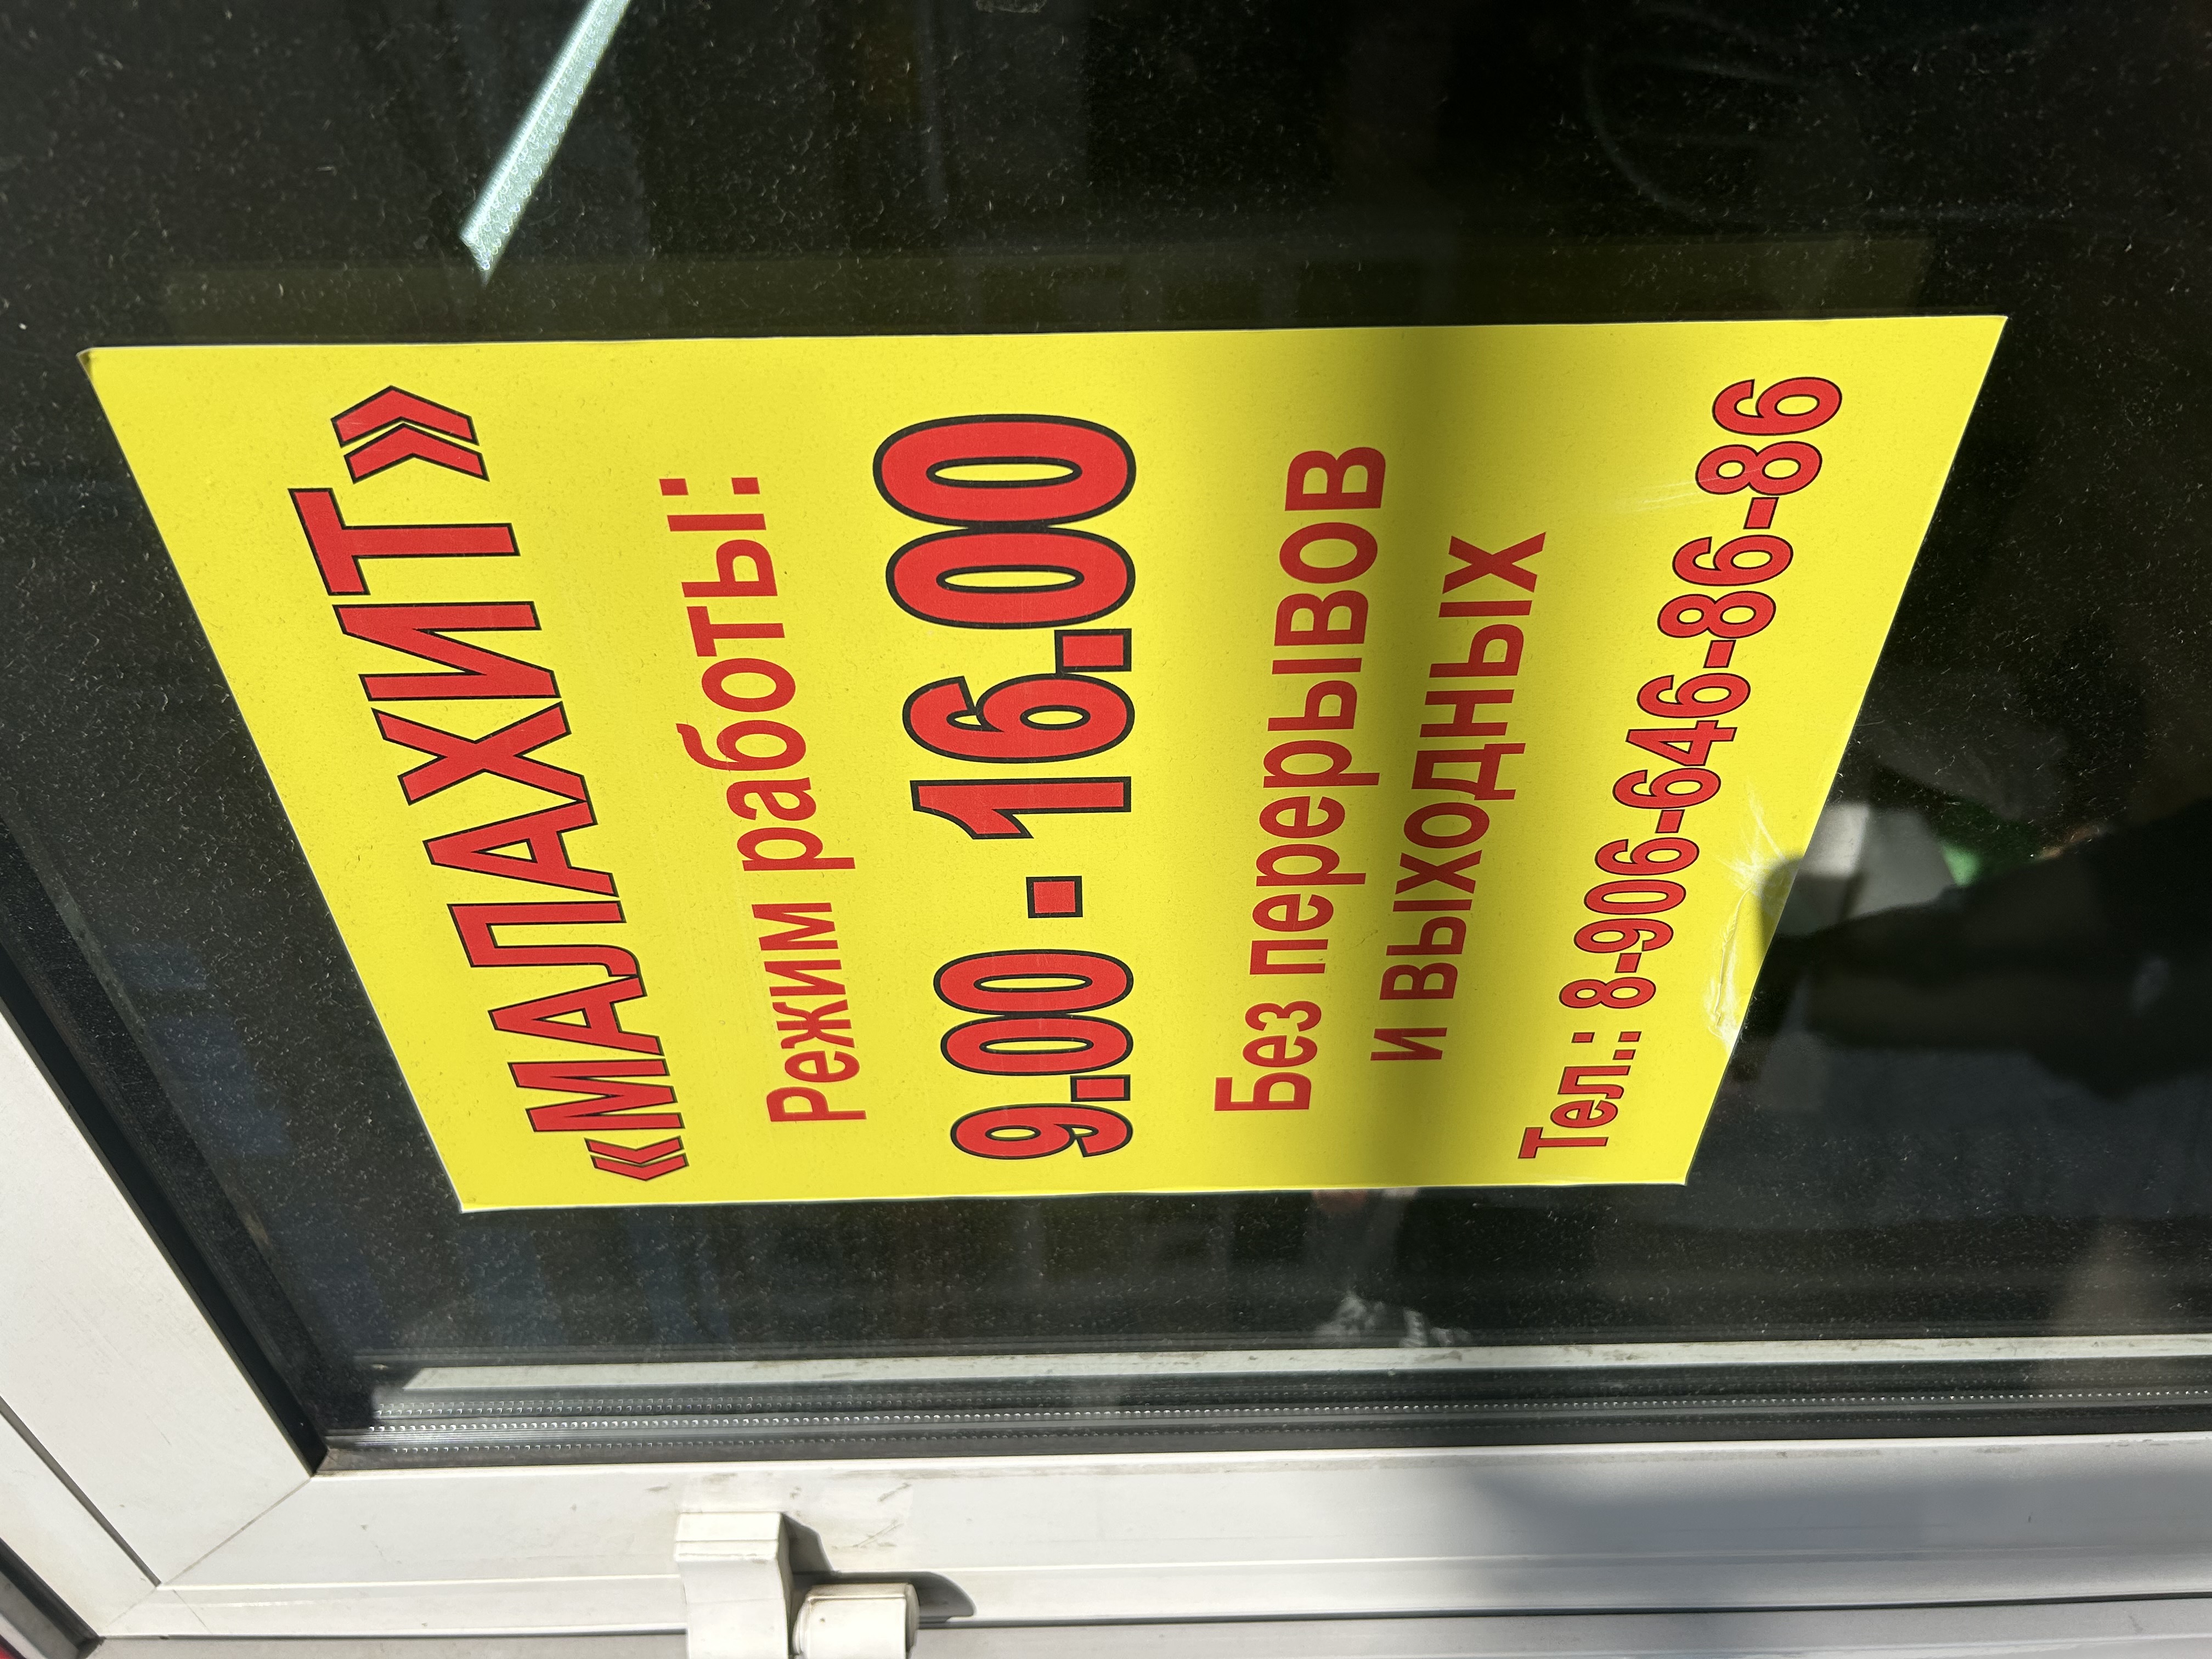 «МАЛАХИТ»
Режим работы:
9.00 - 16.00
Без перерывов
и выходных
Тел.: 8-906-646-86-86